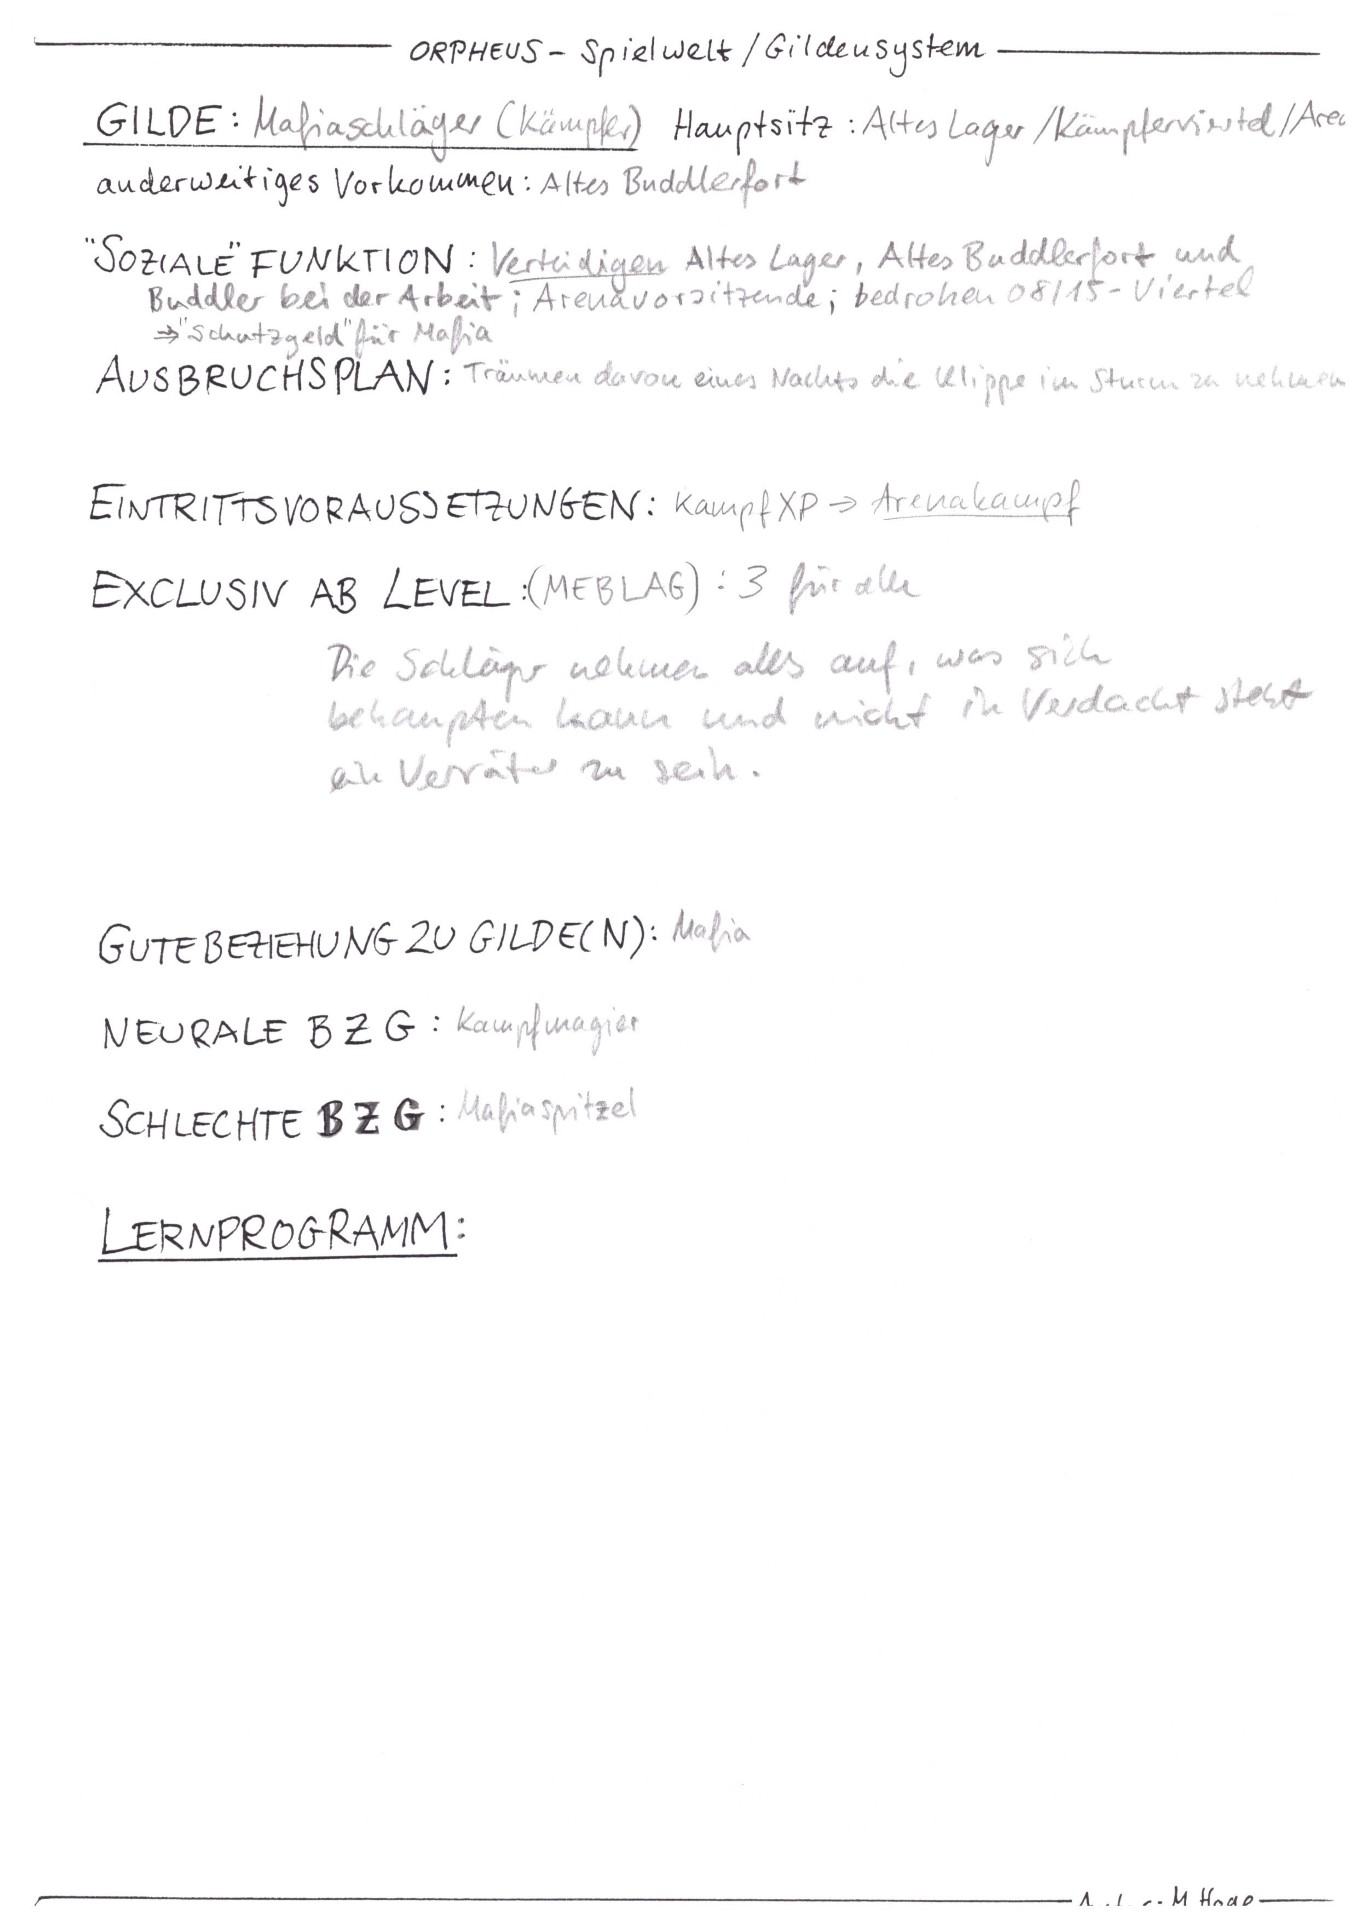 ORPHEUS - Spielwelt / Gildensystem
GILDE: Mafiaschläger (Kämpfer) Hauptsitz: Altes Lager / Kämpferviertel / Aren
anderweitiges Vorkommen: Altes Buddlerfort
"SOZIALE" FUNKTION: Verteidigen Altes Lager, Altes Buddlerfort und
Buddler bei der Arbeit; Arenavorsitzende; bedrohen 08/15-Viertel
⇒ "Schutzgeld" für Mafia
AUSBRUCHSPLAN: Träumen davon eines Nachts die Klippe im Sturm zu nehmen
EINTRITTSVORAUSSETZUNGEN: Kampf XP → Arenakampf
EXCLUSIV AB LEVEL: (MEBLAG): 3 für alle
Die Schläger nehmen alles auf, was sich
behaupten kann und nicht in Verdacht steht
ein Verräter zu sein.
GUTE BEZIEHUNG ZU GILDE(N): Mafia
NEURALE BZG: Kampfmagier
SCHLECHTE BZG: Mafiaspitzel
LERNPROGRAMM: